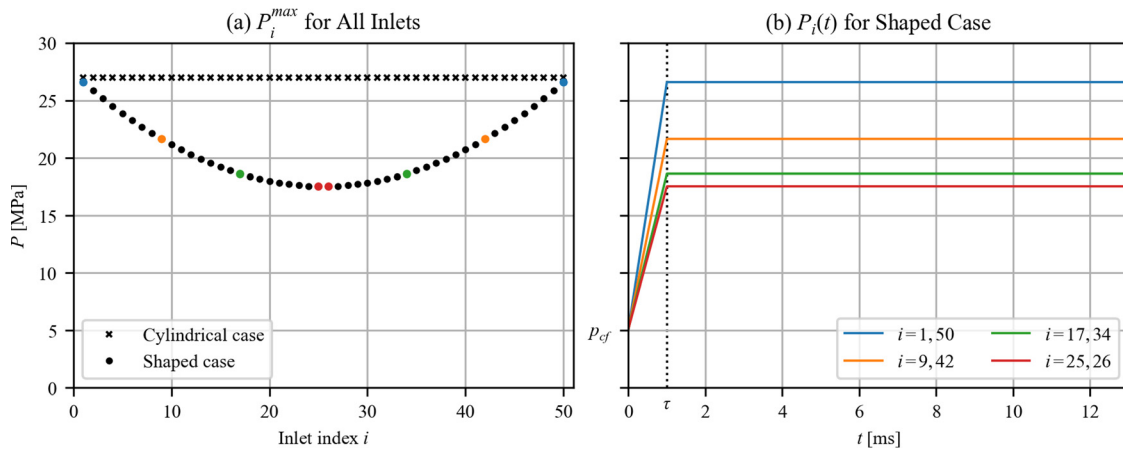 (a) $P_i^{max}$ for All Inlets
30
25
20
15
10
5
0
P [MPa]
Cylindrical case
Shaped case
0 10 20 30 40 50
Inlet index i
(b) $P_i(t)$ for Shaped Case
$p_{cf}$
i = 1, 50
i = 9, 42
i = 17, 34
i = 25, 26
0 τ 2 4 6 8 10 12
t [ms]